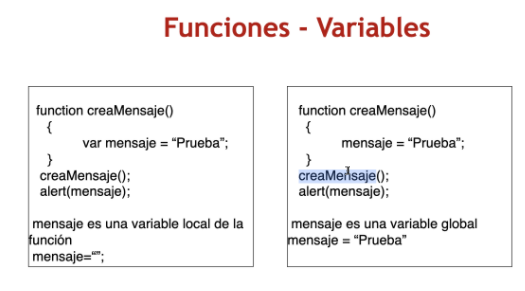 Funciones - Variables
function creaMensaje()
{
var mensaje = “Prueba”;
}
creaMensaje();
alert(mensaje);
mensaje es una variable local de la
función
mensaje=“”;
function creaMensaje()
{
mensaje = “Prueba”;
}
creaMensaje();
alert(mensaje);
mensaje es una variable global
mensaje = “Prueba”